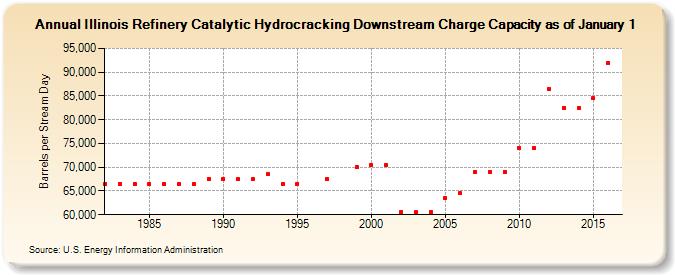 Annual Illinois Refinery Catalytic Hydrocracking Downstream Charge Capacity as of January 1
Barrels per Stream Day
95,000
90,000
85,000
80,000
75,000
70,000
65,000
60,000
1985 1990 1995 2000 2005 2010 2015
Source: U.S. Energy Information Administration